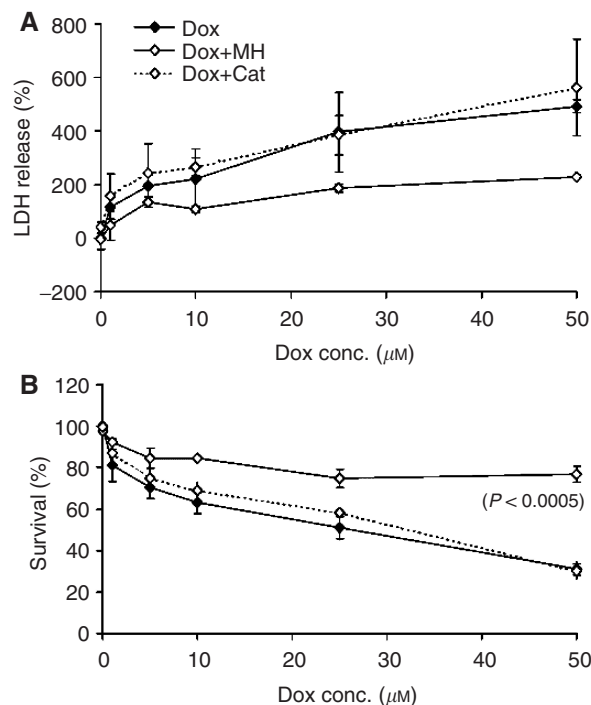 A
Dox
Dox+MH
Dox+Cat
LDH release (%)
800
600
400
200
0
−200
0 10 20 30 40 50
Dox conc. (μM)
B
Survival (%)
120
100
80
60
40
20
0
(P < 0.0005)
0 10 20 30 40 50
Dox conc. (μM)